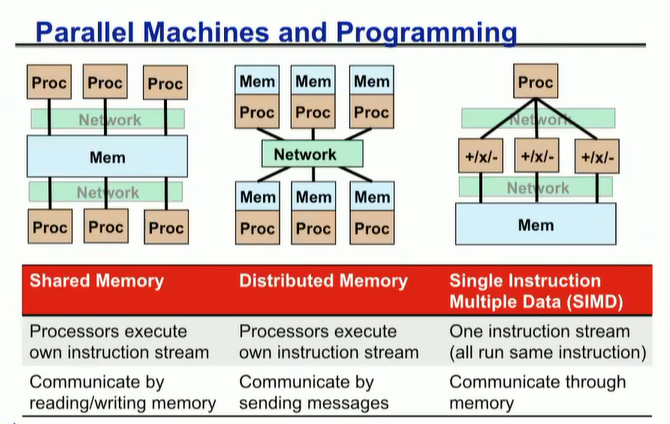 Parallel Machines and Programming
Proc Proc Proc
Network
Mem
Network
Proc Proc Proc
Mem Mem Mem
Proc Proc Proc
Network
Mem Mem Mem
Proc Proc Proc
Proc
Network
+/x/- +/x/- +/x/-
Network
Mem
Shared Memory
Distributed Memory
Single Instruction
Multiple Data (SIMD)
Processors execute
own instruction stream
Processors execute
own instruction stream
One instruction stream
(all run same instruction)
Communicate by
reading/writing memory
Communicate by
sending messages
Communicate through
memory